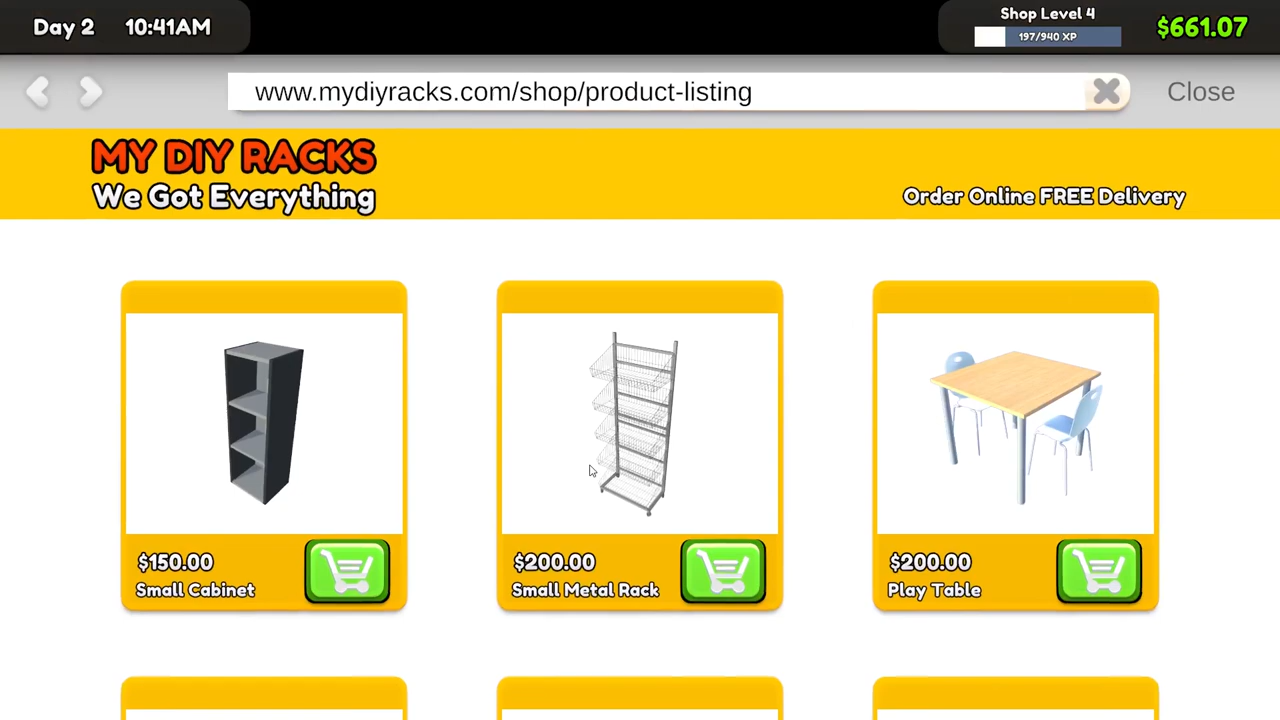 Day 2 10:41AM
Shop Level 4
197/940 XP
$661.07
www.mydiyracks.com/shop/product-listing
Close
MY DIY RACKS
We Got Everything
Order Online FREE Delivery
$150.00
Small Cabinet
$200.00
Small Metal Rack
$200.00
Play Table